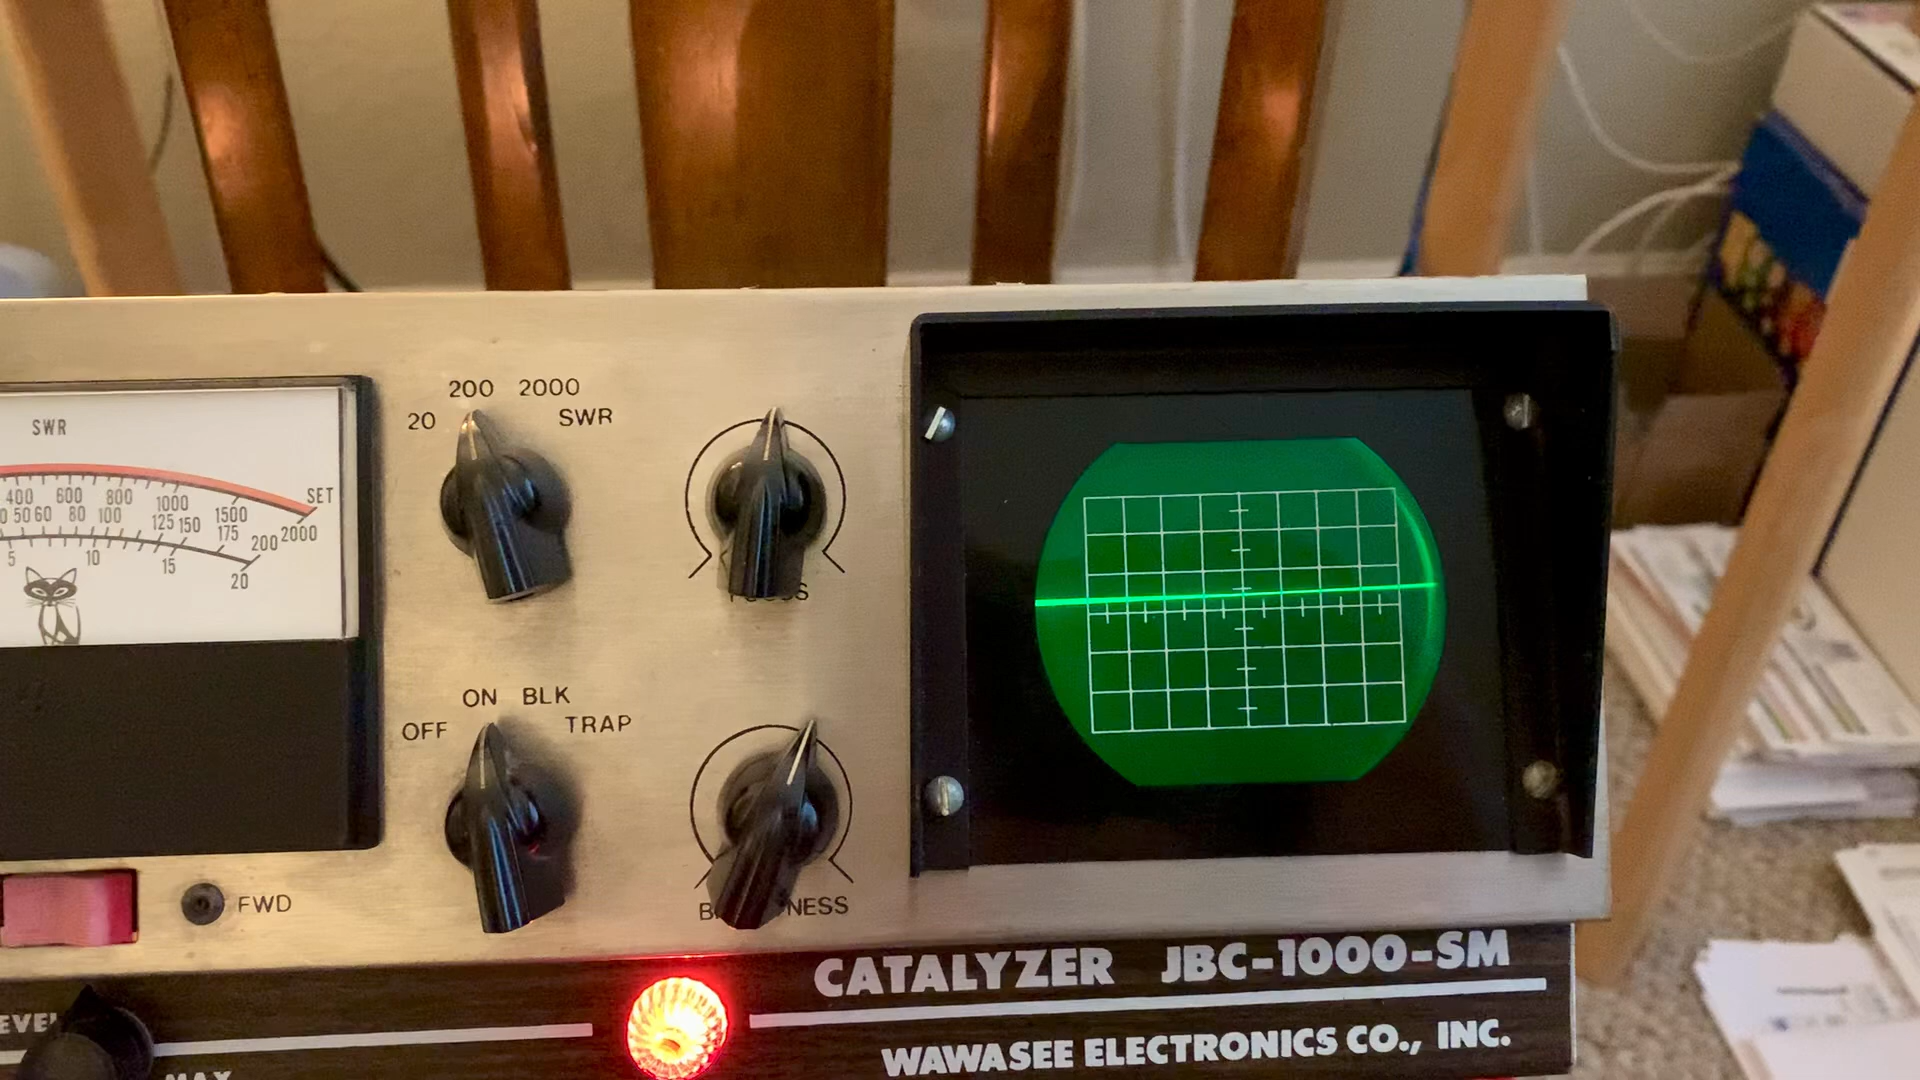 SWR
400 600 800 1000 1500 2000
SET
50 60 80 100 125 150 175 200
5 10 15 20
20 200 2000 SWR
OFF ON BLK TRAP
FWD
MAX
CATALYZER JBC-1000-SM
WAWASEE ELECTRONICS CO., INC.